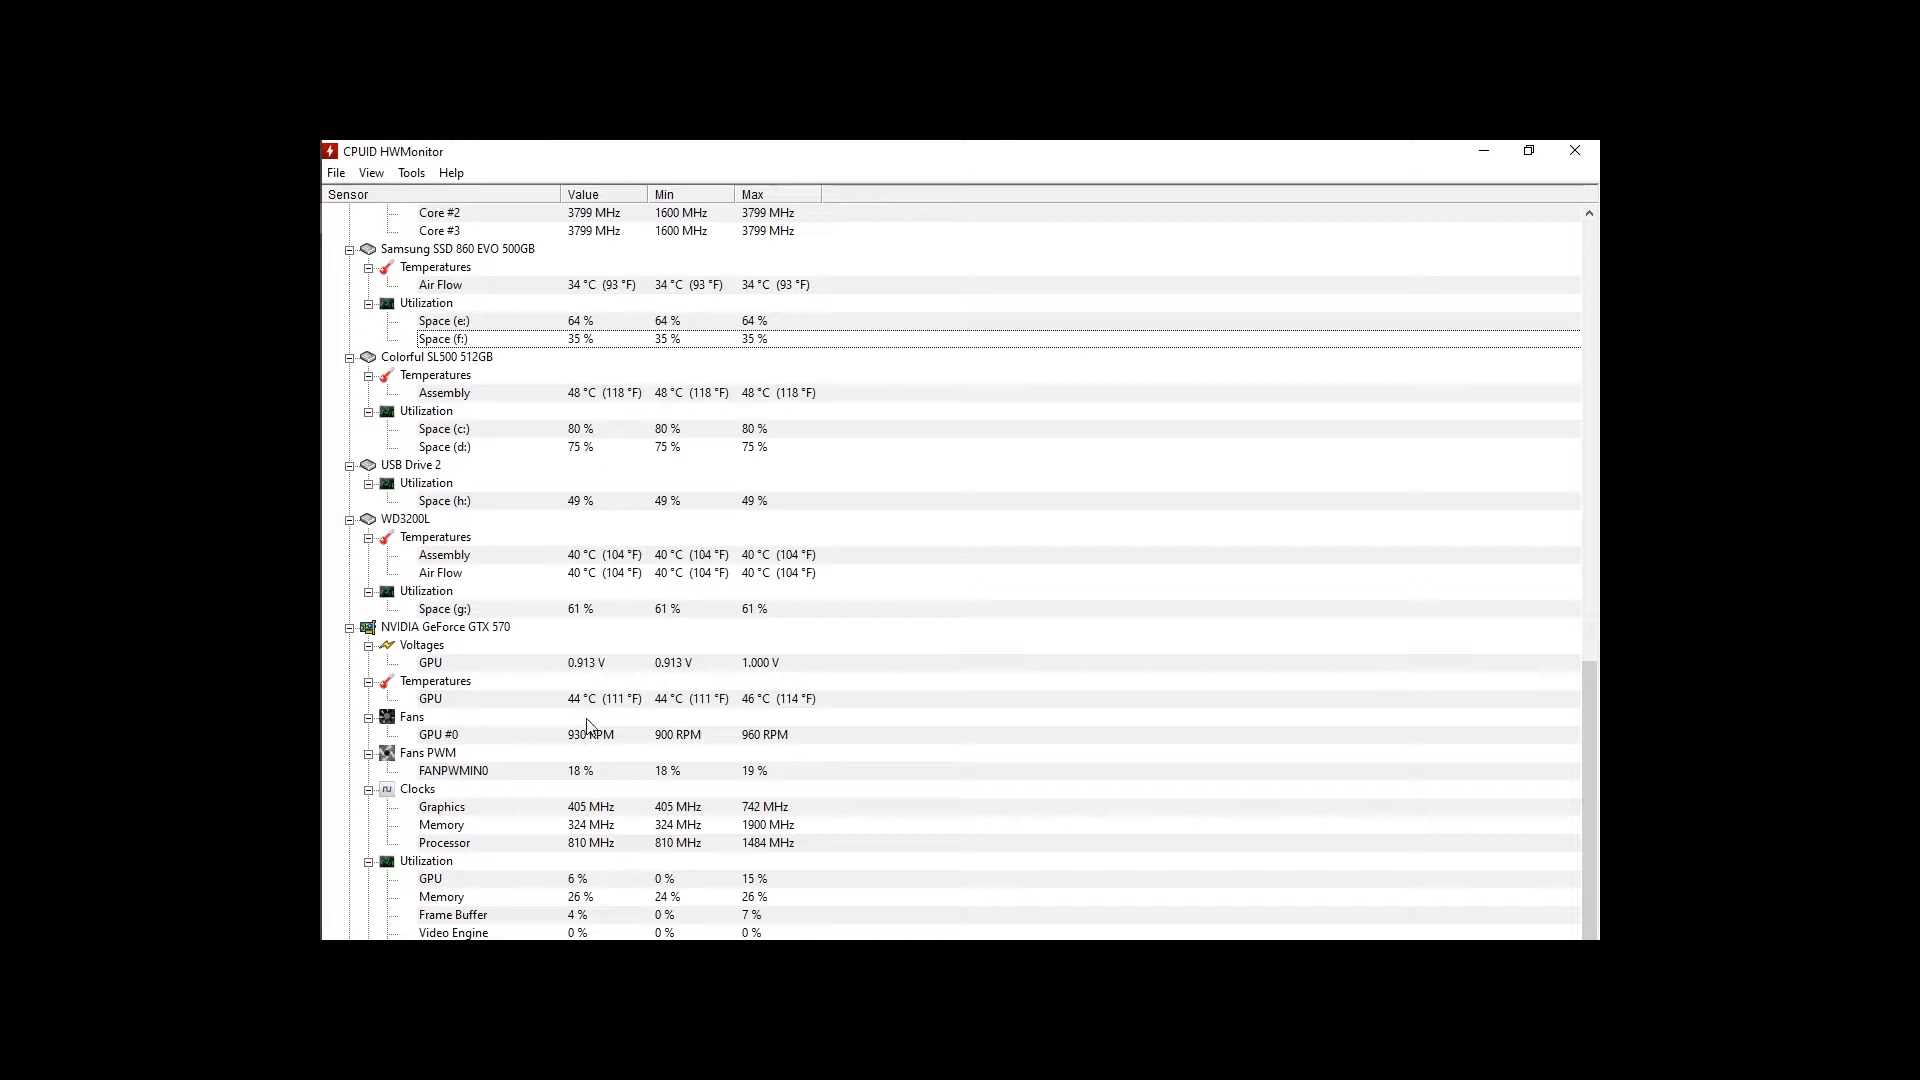 CPUID HWMonitor
File View Tools Help
Sensor Value Min Max
Core #2 3799 MHz 1600 MHz 3799 MHz
Core #3 3799 MHz 1600 MHz 3799 MHz
Samsung SSD 860 EVO 500GB
Temperatures
Air Flow 34 °C (93 °F) 34 °C (93 °F) 34 °C (93 °F)
Utilization
Space (e:) 64 % 64 % 64 %
Space (f:) 35 % 35 % 35 %
Colorful SL500 512GB
Temperatures
Assembly 48 °C (118 °F) 48 °C (118 °F) 48 °C (118 °F)
Utilization
Space (c:) 80 % 80 % 80 %
Space (d:) 75 % 75 % 75 %
USB Drive 2
Utilization
Space (h:) 49 % 49 % 49 %
WD3200L
Temperatures
Assembly 40 °C (104 °F) 40 °C (104 °F) 40 °C (104 °F)
Air Flow 40 °C (104 °F) 40 °C (104 °F) 40 °C (104 °F)
Utilization
Space (g:) 61 % 61 % 61 %
NVIDIA GeForce GTX 570
Voltages
GPU 0.913 V 0.913 V 1.000 V
Temperatures
GPU 44 °C (111 °F) 44 °C (111 °F) 46 °C (114 °F)
Fans
GPU #0 930 RPM 900 RPM 960 RPM
Fans PWM
FANPWMIN0 18 % 18 % 19 %
Clocks
Graphics 405 MHz 405 MHz 742 MHz
Memory 324 MHz 324 MHz 1900 MHz
Processor 810 MHz 810 MHz 1484 MHz
Utilization
GPU 6 % 0 % 15 %
Memory 26 % 24 % 26 %
Frame Buffer 4 % 0 % 7 %
Video Engine 0 % 0 % 0 %